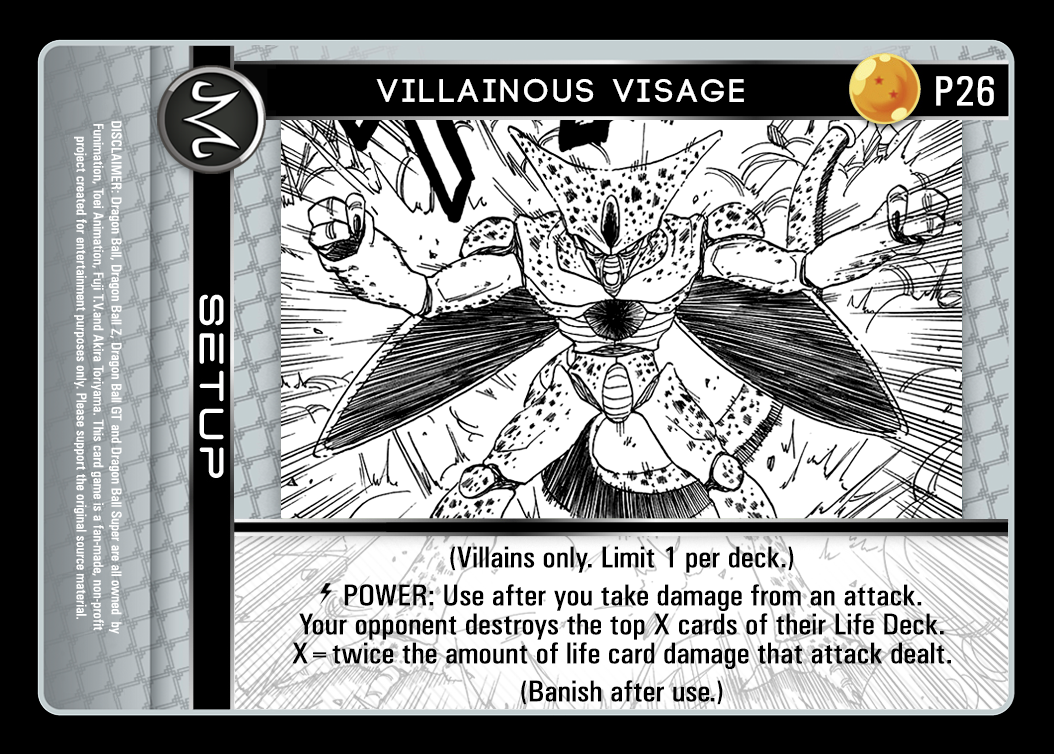 VILLAINOUS VISAGE
P26
M
SETUP
(Villains only. Limit 1 per deck.)
POWER: Use after you take damage from an attack.
Your opponent destroys the top X cards of their Life Deck.
X = twice the amount of life card damage that attack dealt.
(Banish after use.)
DISCLAIMER: Dragon Ball, Dragon Ball Z, Dragon Ball GT and Dragon Ball Super are all owned by
Funimation, Toei Animation, Fuji T.V.and Akira Toriyama. This card game is a fan-made, non-profit
project created for entertainment purposes only. Please support the original source material.